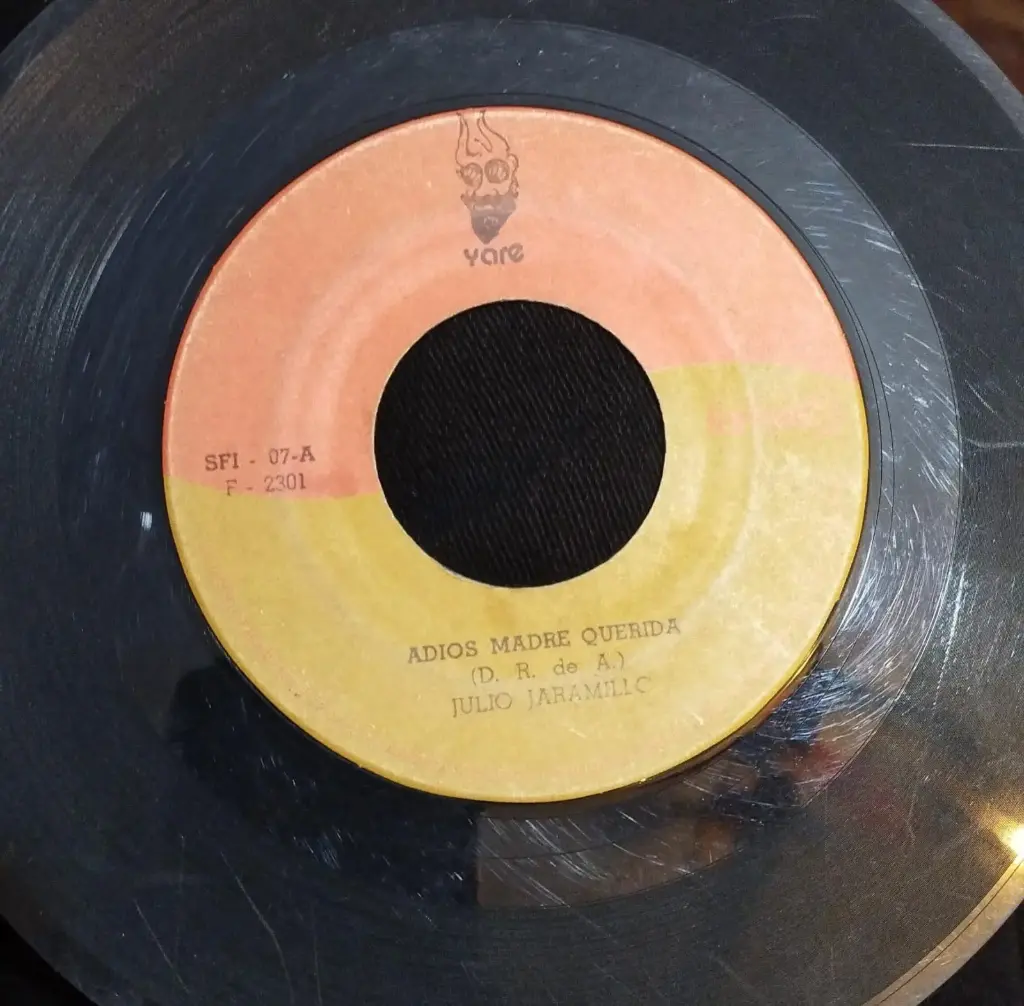 yare
SFI - 07-A
F - 2301
ADIOS MADRE QUERIDA
(D. R. de A.)
JULIO JARAMILLO